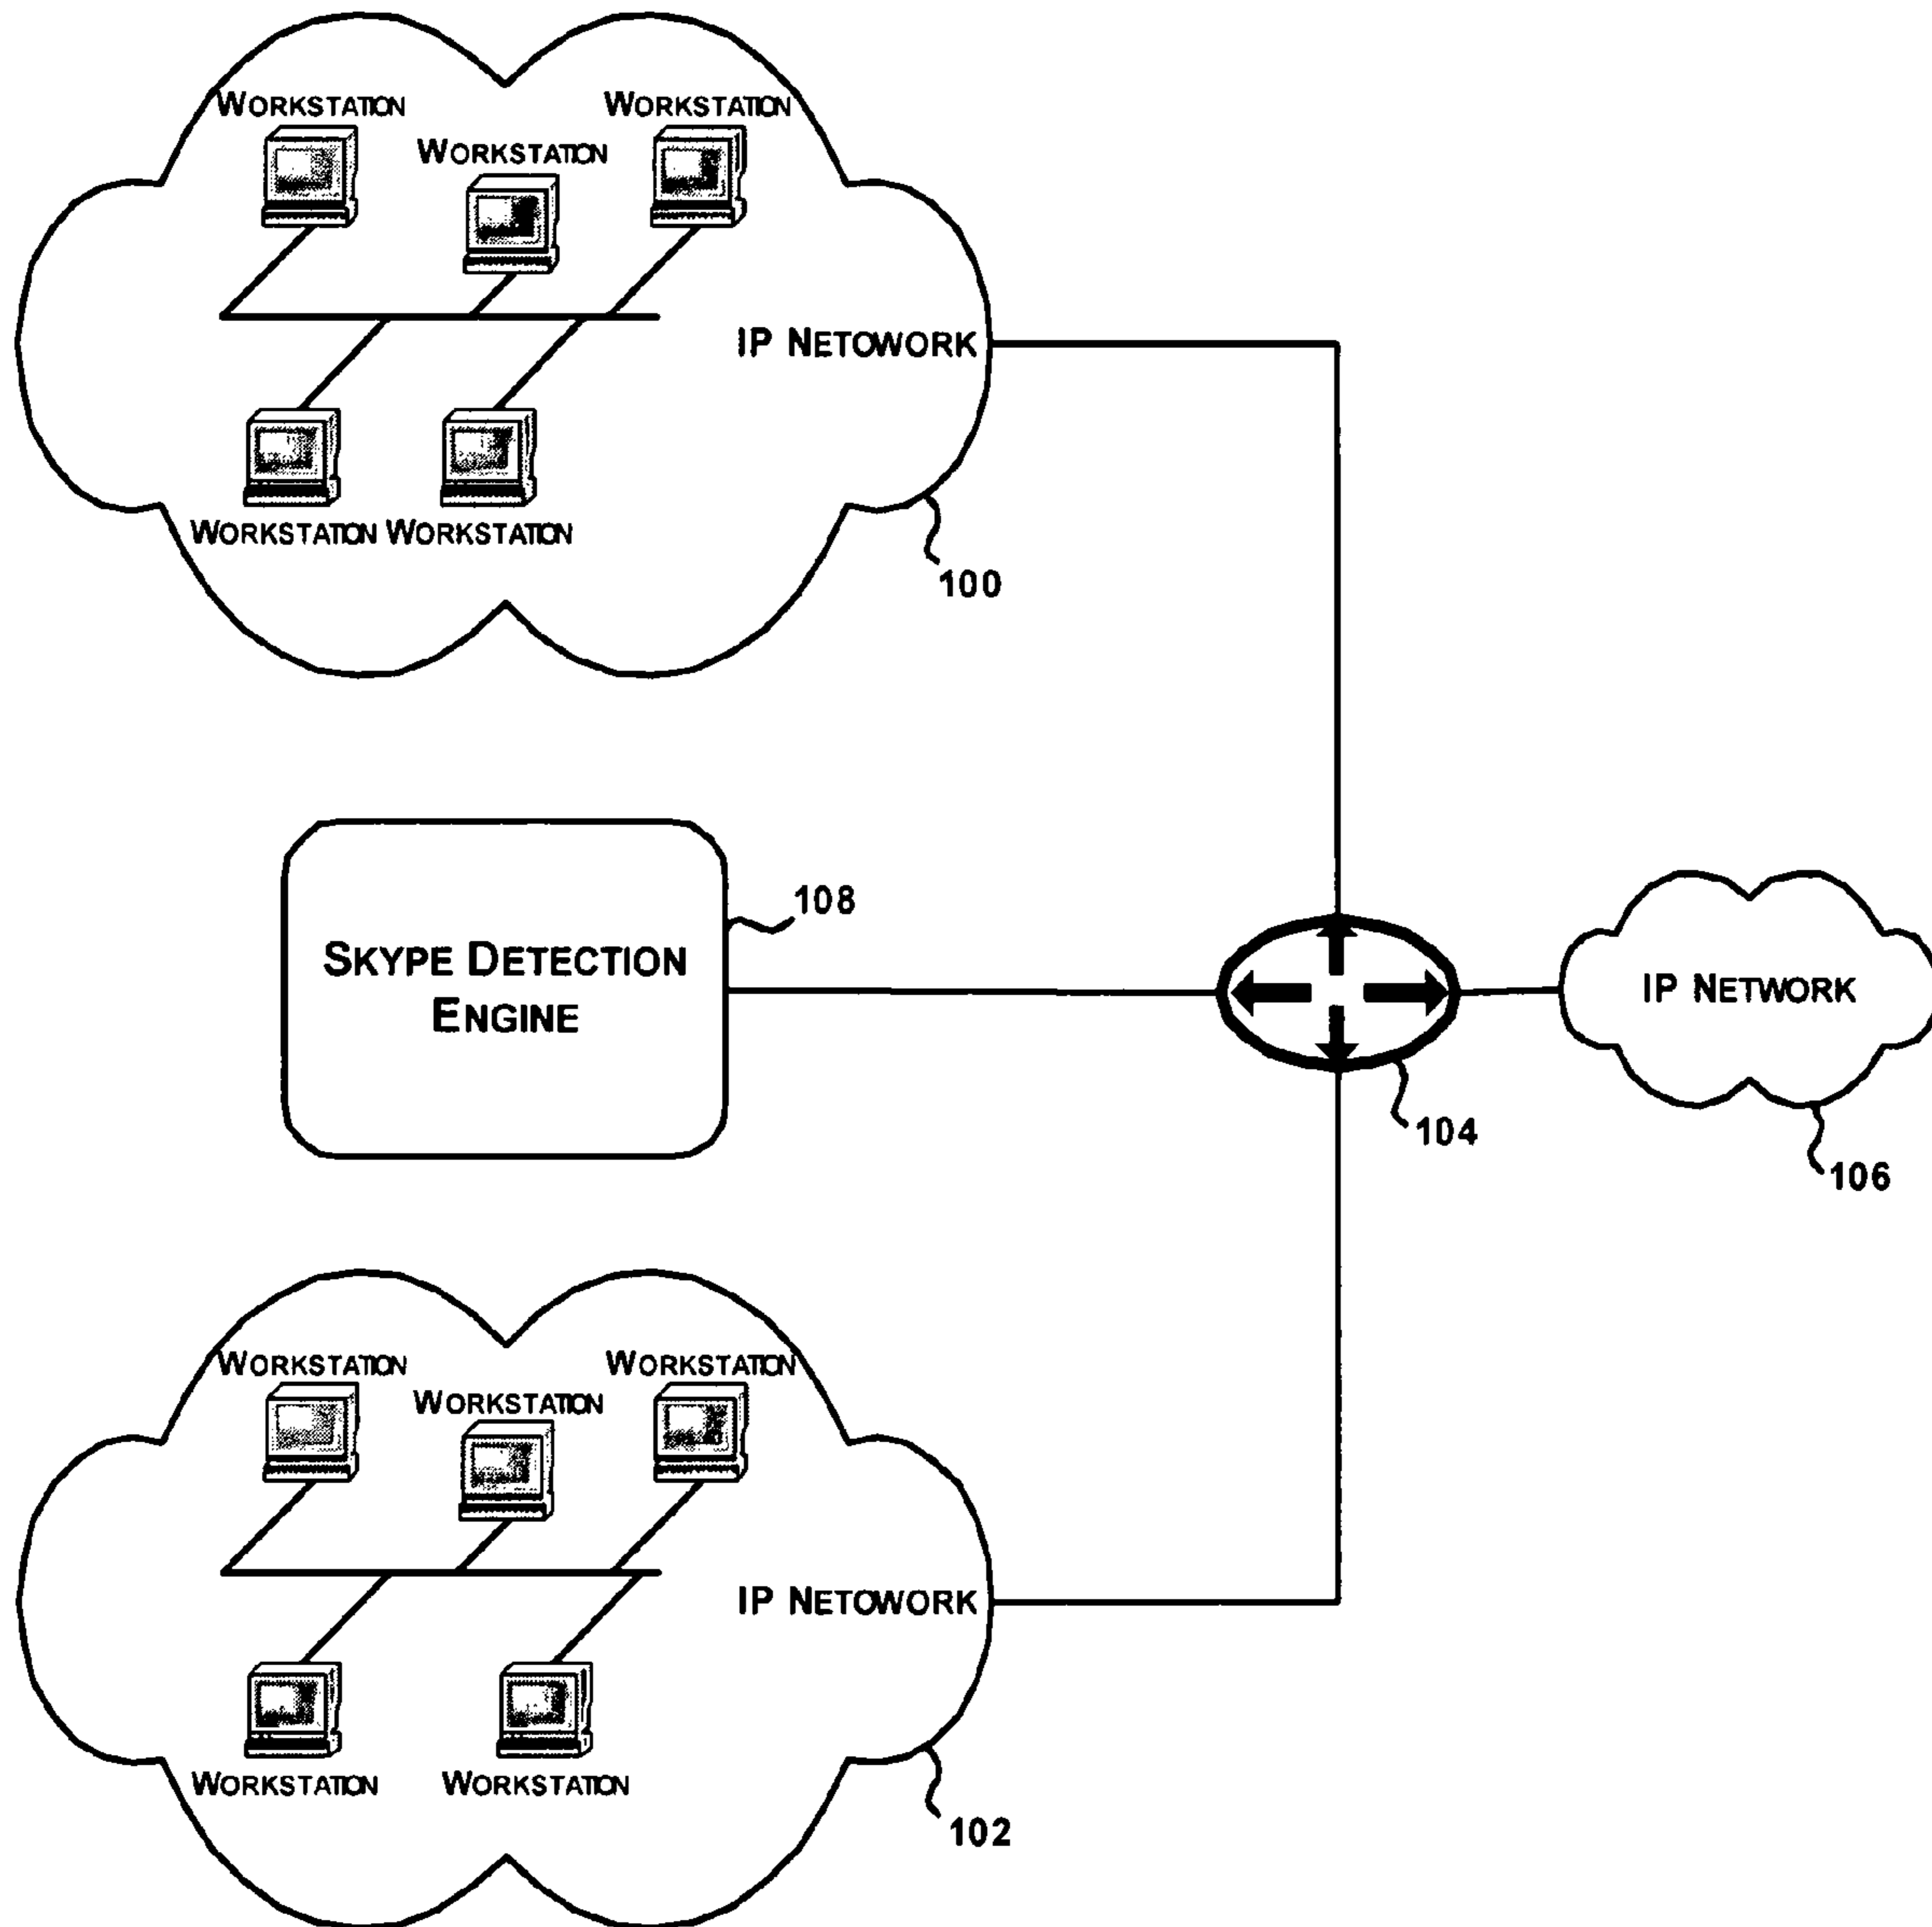 WORKSTATION WORKSTATION
WORKSTATION
IP NETOWORK
WORKSTATION WORKSTATION
100
108
SKYPE DETECTION
ENGINE
IP NETWORK
104
106
WORKSTATION WORKSTATION
WORKSTATION
IP NETOWORK
WORKSTATION WORKSTATION
102